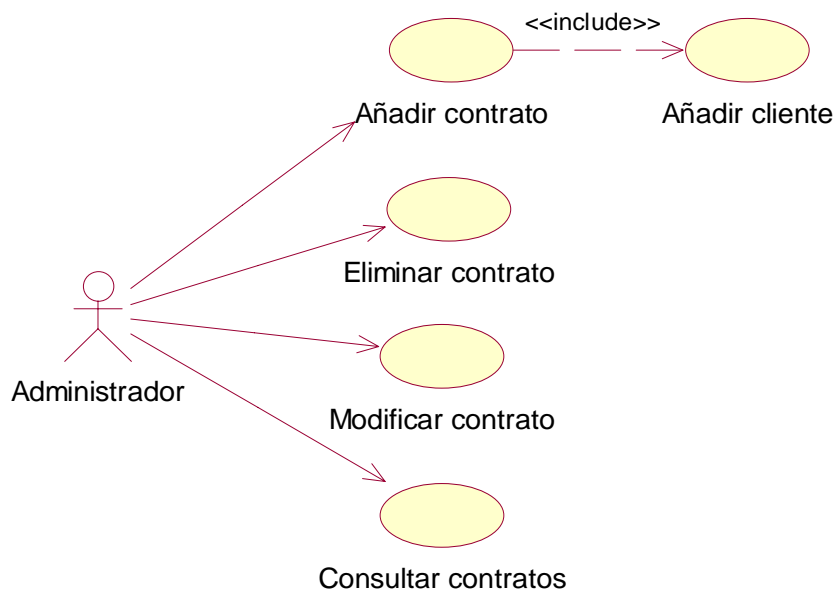 <<include>>
Añadir contrato
Añadir cliente
Eliminar contrato
Administrador
Modificar contrato
Consultar contratos